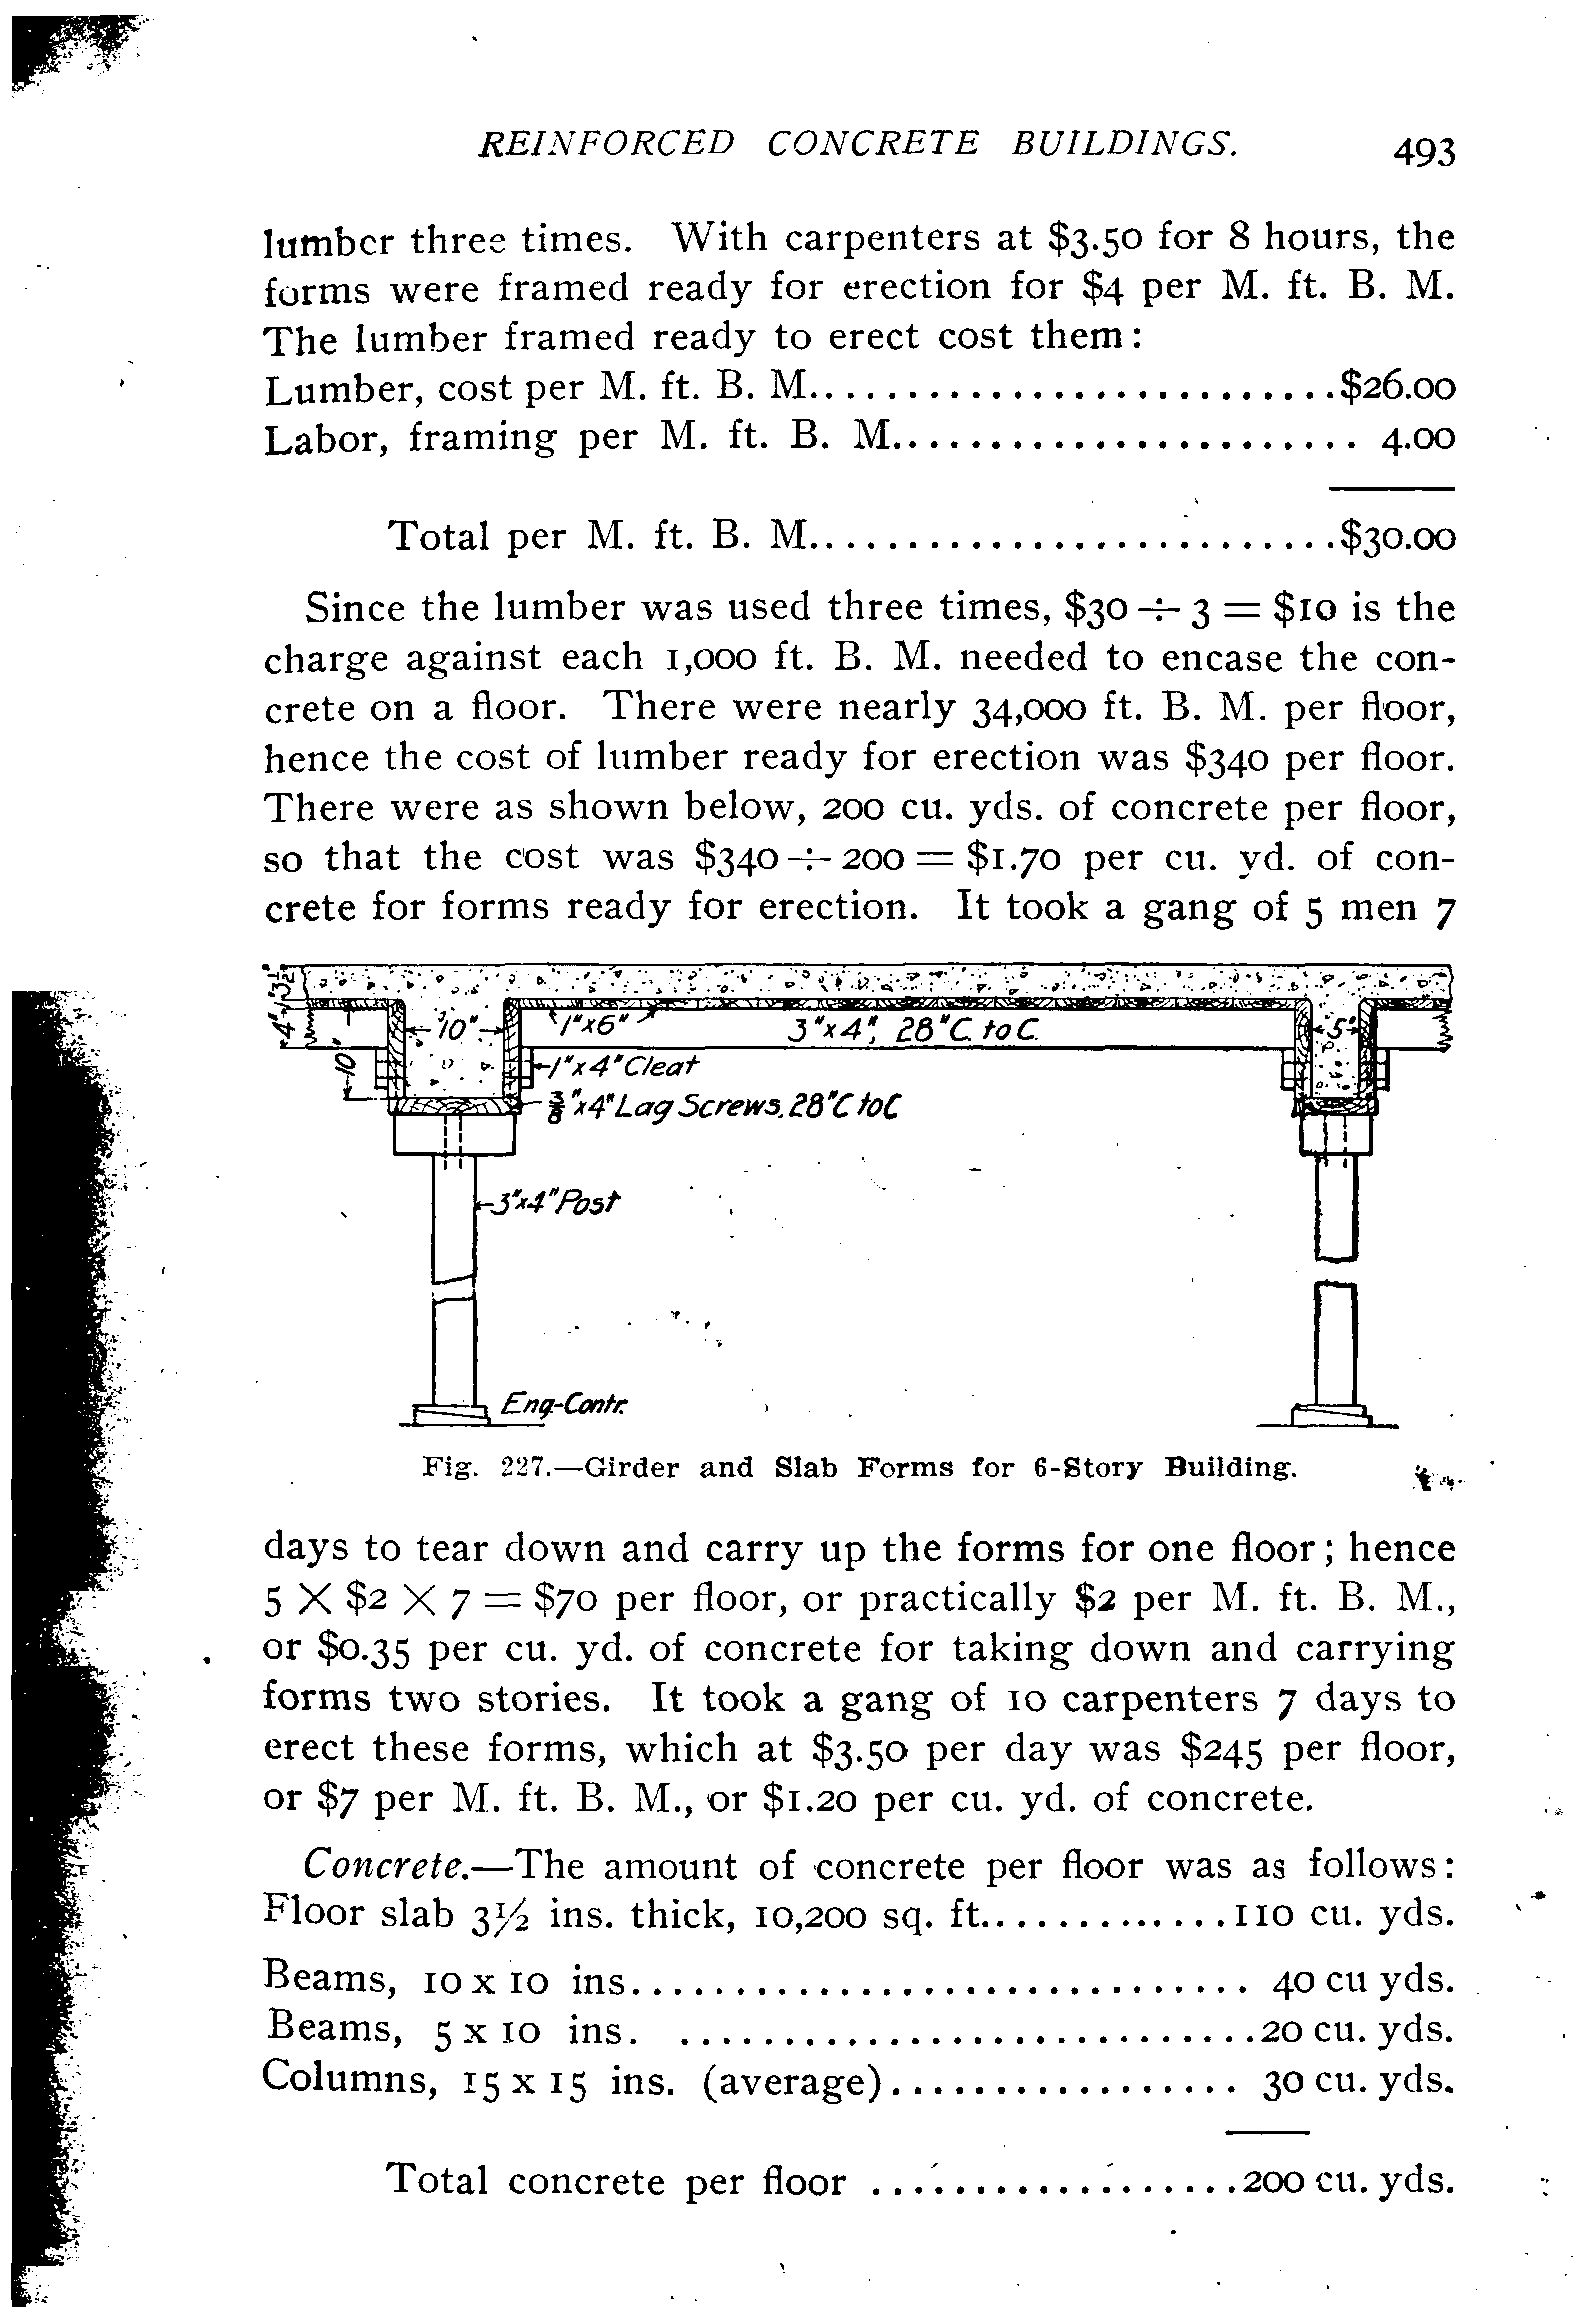 REINFORCED CONCRETE BUILDINGS. 493
lumber three times. With carpenters at $3.50 for 8 hours, the
forms were framed ready for erection for $4 per M. ft. B. M.
The lumber framed ready to erect cost them:
Lumber, cost per M. ft. B. M..........................$26.00
Labor, framing per M. ft. B. M....................... 4.00
Total per M. ft. B. M..........................$30.00
Since the lumber was used three times, $30 ÷ 3 = $10 is the
charge against each 1,000 ft. B. M. needed to encase the con-
crete on a floor. There were nearly 34,000 ft. B. M. per floor,
hence the cost of lumber ready for erection was $340 per floor.
There were as shown below, 200 cu. yds. of concrete per floor,
so that the cost was $340 ÷ 200 = $1.70 per cu. yd. of con-
crete for forms ready for erection. It took a gang of 5 men 7
3½"
4"
10"
1"x6"
3"x4", 28"C. to C.
5"
10"
1"x4"Cleat
⅜"x4"Lag Screws, 28"C to C
3"x4"Post
Eng-Contr.
Fig. 227.—Girder and Slab Forms for 6-Story Building.
days to tear down and carry up the forms for one floor; hence
5 X $2 X 7 = $70 per floor, or practically $2 per M. ft. B. M.,
or $0.35 per cu. yd. of concrete for taking down and carrying
forms two stories. It took a gang of 10 carpenters 7 days to
erect these forms, which at $3.50 per day was $245 per floor,
or $7 per M. ft. B. M., or $1.20 per cu. yd. of concrete.
Concrete.—The amount of concrete per floor was as follows:
Floor slab 3½ ins. thick, 10,200 sq. ft.............110 cu. yds.
Beams, 10 x 10 ins.............................. 40 cu yds.
Beams, 5 x 10 ins. ............................20 cu. yds.
Columns, 15 x 15 ins. (average)................. 30 cu. yds.
Total concrete per floor ..................200 cu. yds.